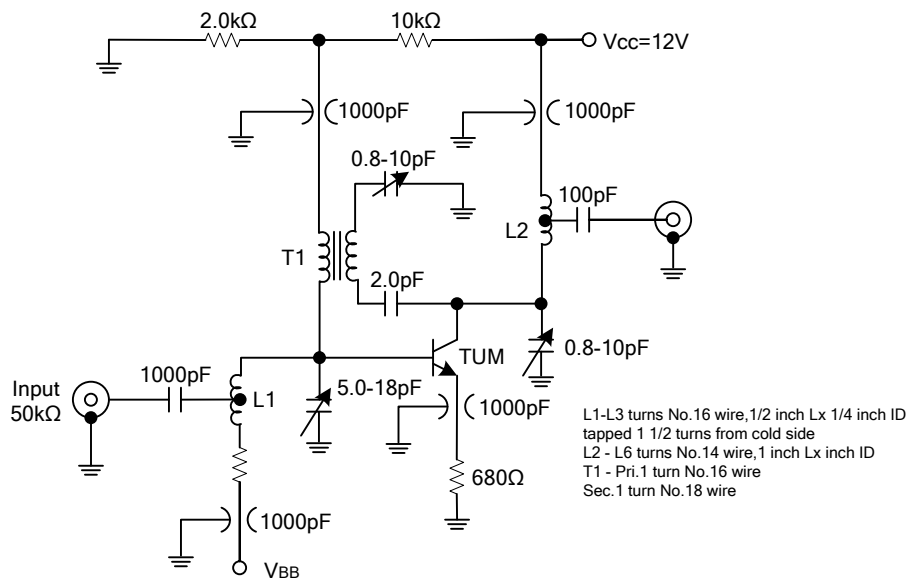 2.0kΩ
10kΩ
Vcc=12V
1000pF
1000pF
0.8-10pF
100pF
L2
T1
2.0pF
TUM
0.8-10pF
1000pF
Input
50kΩ
L1
5.0-18pF
1000pF
680Ω
1000pF
VBB
L1-L3 turns No.16 wire,1/2 inch Lx 1/4 inch ID
tapped 1 1/2 turns from cold side
L2 - L6 turns No.14 wire,1 inch Lx inch ID
T1 - Pri.1 turn No.16 wire
Sec.1 turn No.18 wire